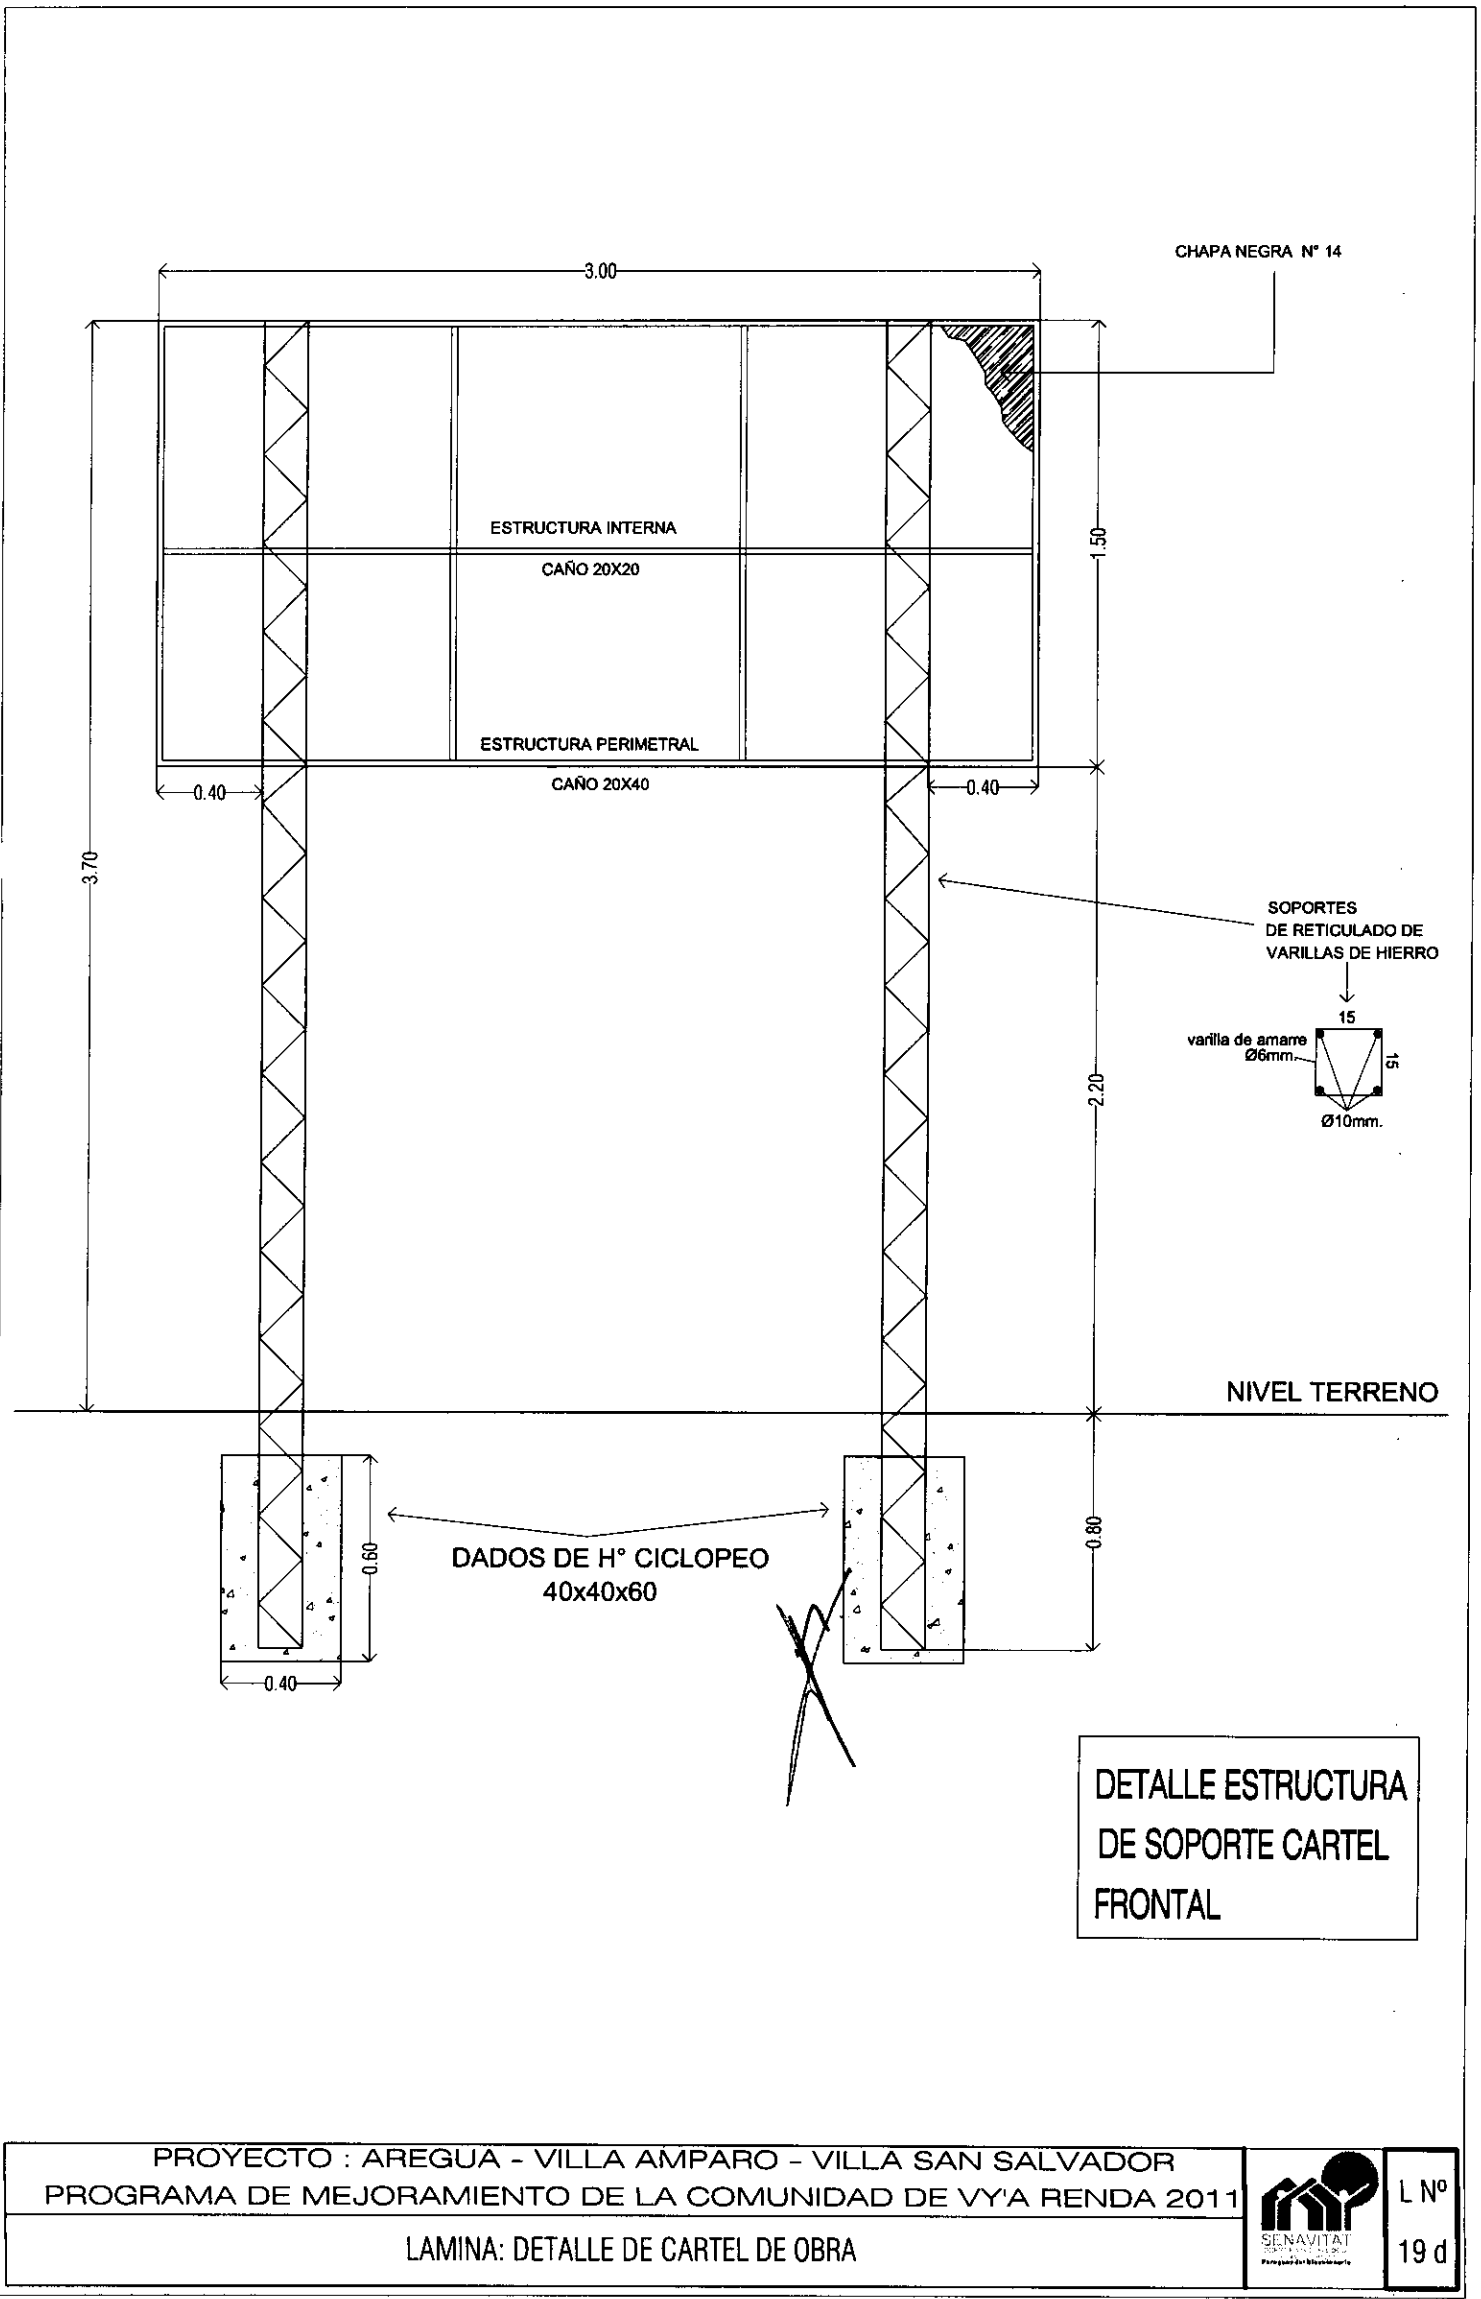 CHAPA NEGRA N° 14
3.00
1.50
ESTRUCTURA INTERNA
CAÑO 20X20
ESTRUCTURA PERIMETRAL
CAÑO 20X40
0.40
0.40
3.70
SOPORTES
DE RETICULADO DE
VARILLAS DE HIERRO
15
varilla de amarre
Ø6mm.
15
Ø10mm.
2.20
NIVEL TERRENO
0.60
0.80
DADOS DE H° CICLOPEO
40x40x60
0.40
DETALLE ESTRUCTURA
DE SOPORTE CARTEL
FRONTAL
PROYECTO : AREGUA - VILLA AMPARO - VILLA SAN SALVADOR
PROGRAMA DE MEJORAMIENTO DE LA COMUNIDAD DE VY'A RENDA 2011
LAMINA: DETALLE DE CARTEL DE OBRA
SENAVITAT
L Nº
19 d